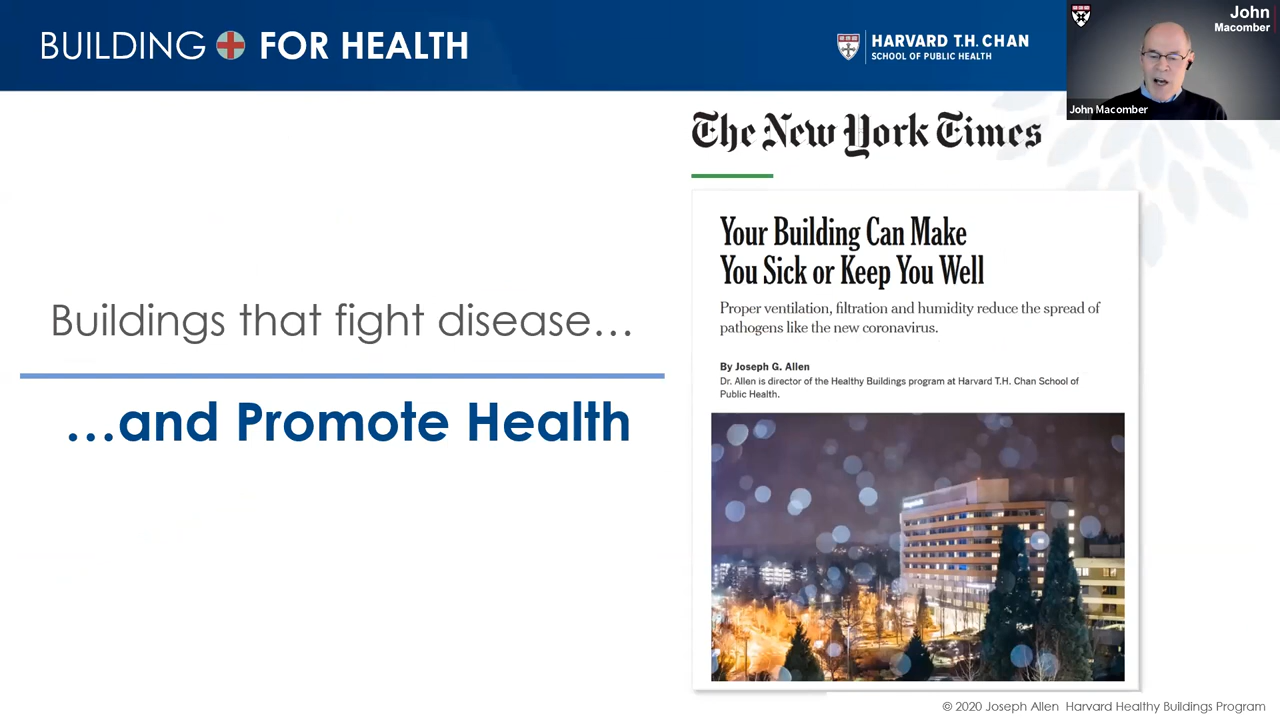 BUILDING FOR HEALTH
HARVARD T.H. CHAN
SCHOOL OF PUBLIC HEALTH
John
Macomber
John Macomber
Buildings that fight disease…
…and Promote Health
The New York Times
Your Building Can Make
You Sick or Keep You Well
Proper ventilation, filtration and humidity reduce the spread of
pathogens like the new coronavirus.
By Joseph G. Allen
Dr. Allen is director of the Healthy Buildings program at Harvard T.H. Chan School of
Public Health.
© 2020 Joseph Allen Harvard Healthy Buildings Program